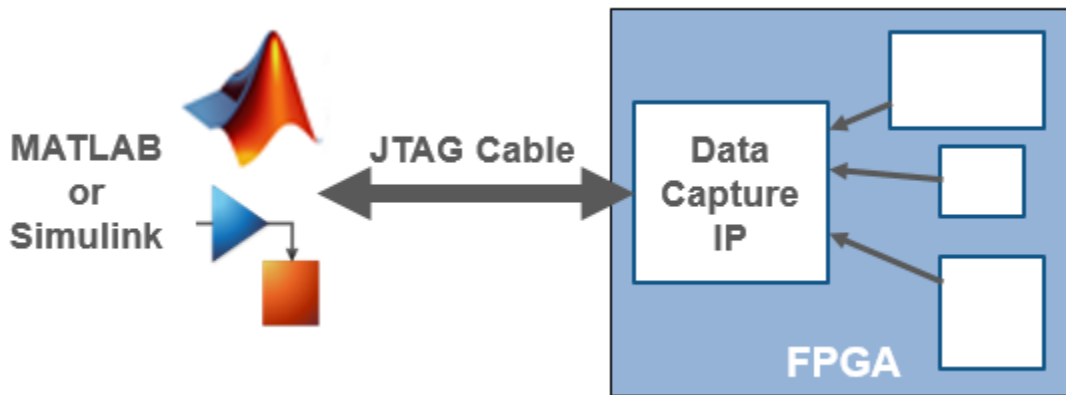 MATLAB
or
Simulink
JTAG Cable
Data
Capture
IP
FPGA